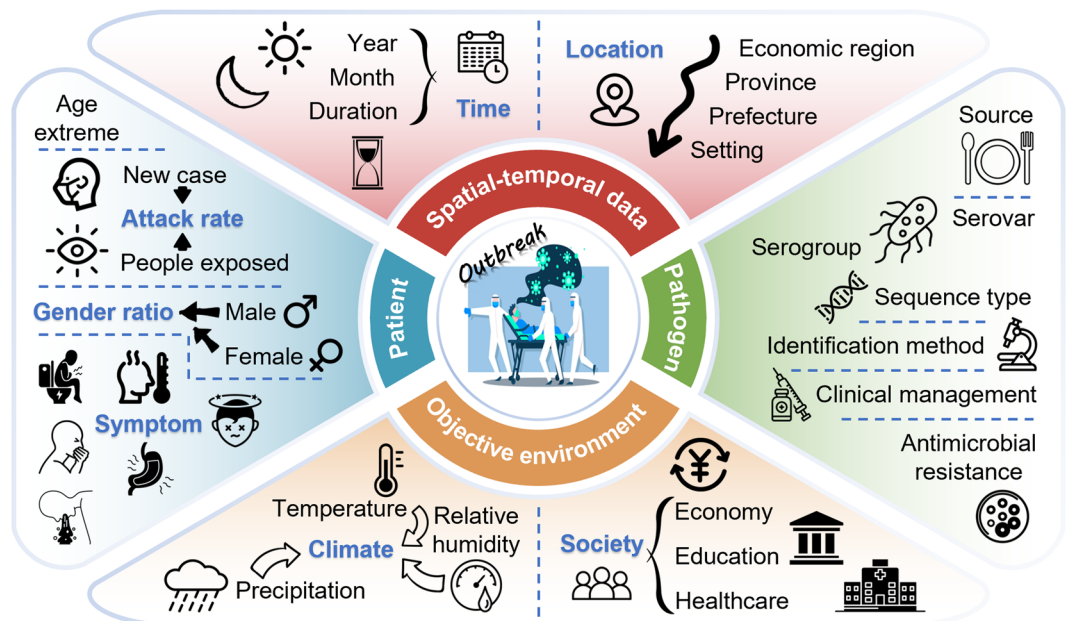 Year
Month
Duration
Time
Location
Economic region
Province
Prefecture
Setting
Age
extreme
New case
Attack rate
People exposed
Gender ratio
Male
Female
Symptom
Spatial-temporal data
Outbreak
Patient
Pathogen
Objective environment
Source
Serovar
Serogroup
Sequence type
Identification method
Clinical management
Antimicrobial
resistance
Temperature
Relative
humidity
Climate
Precipitation
Society
Economy
Education
Healthcare